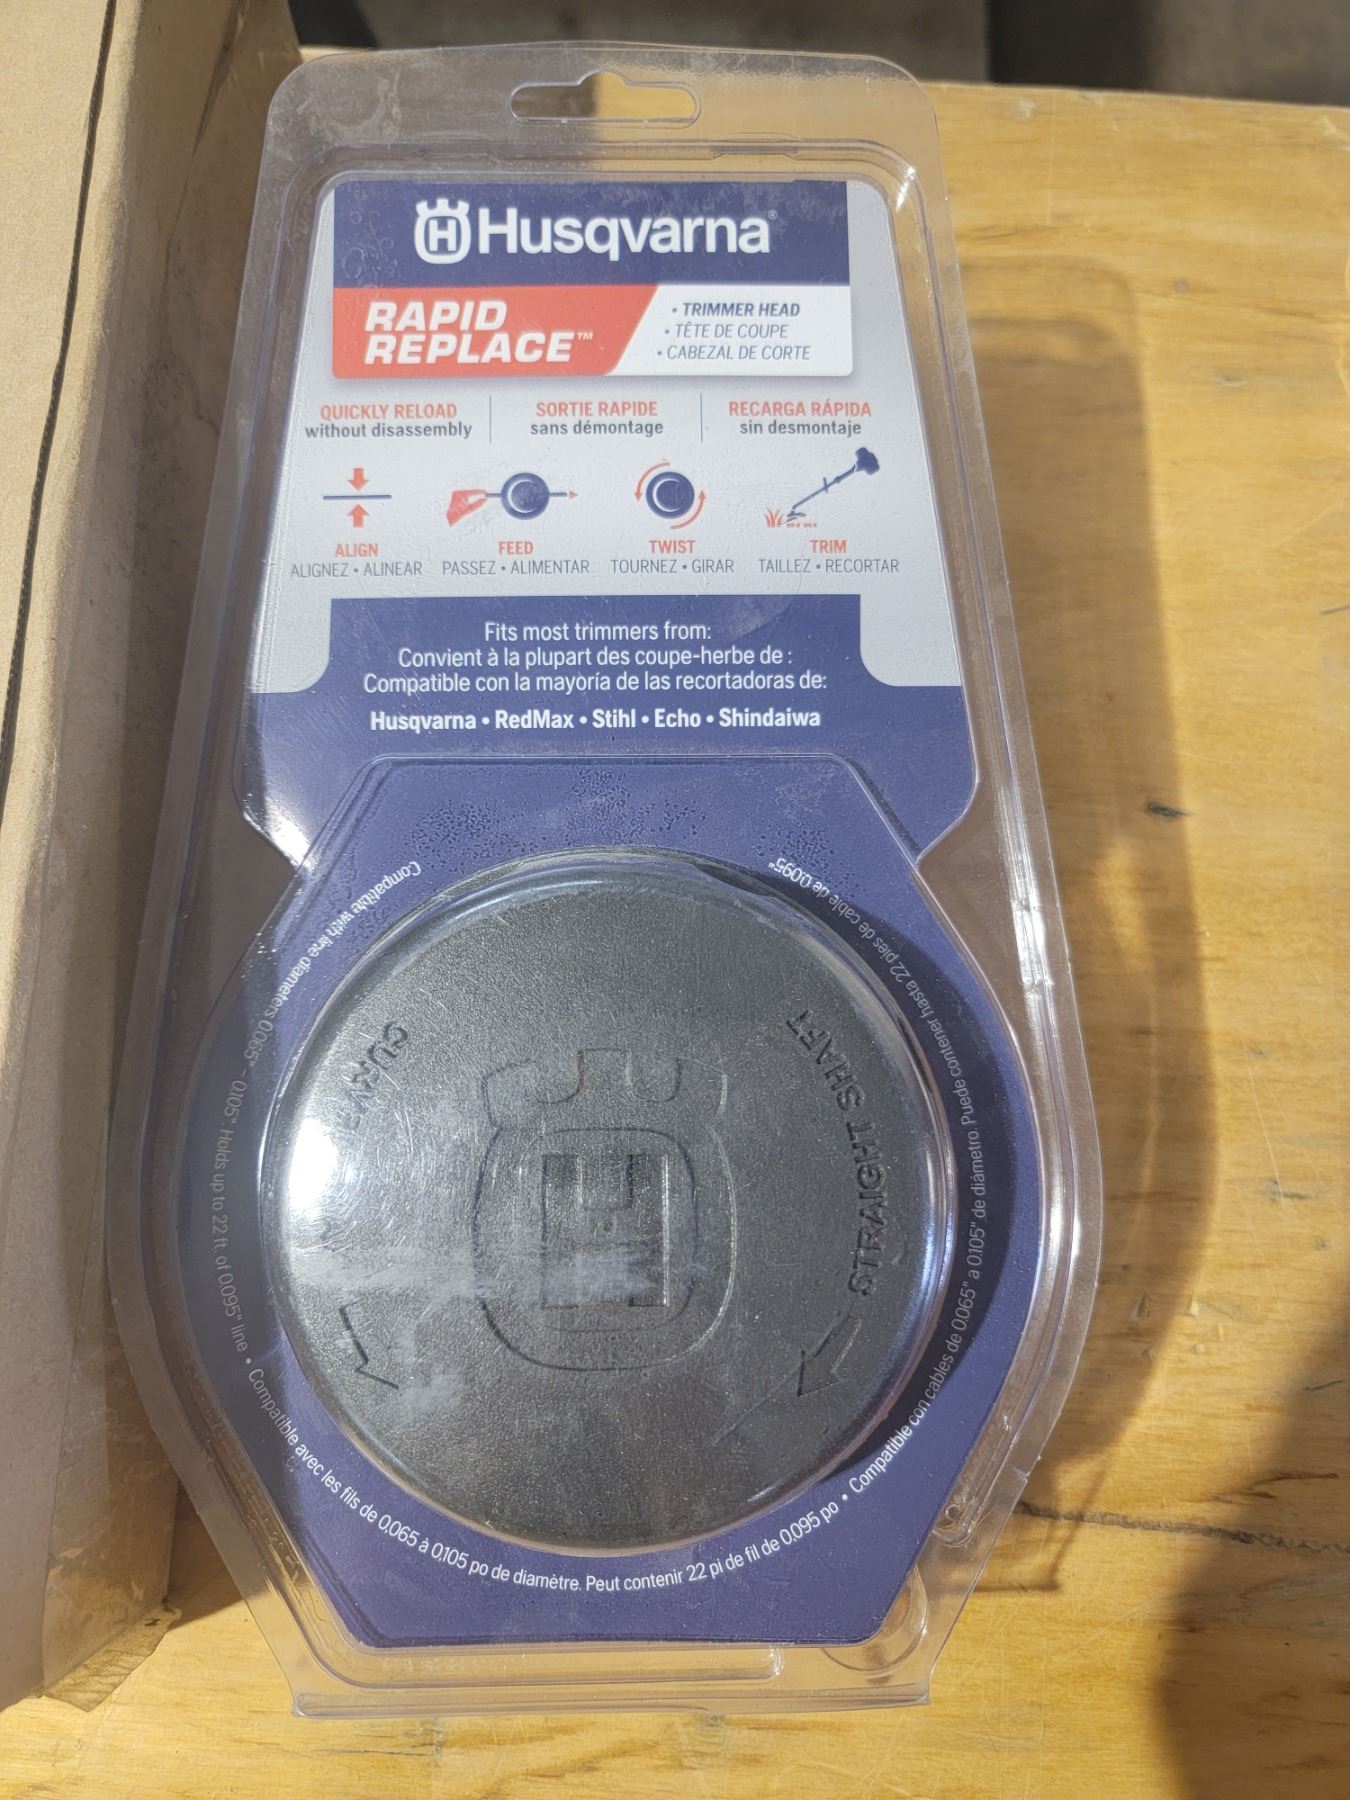 Husqvarna®
RAPID
REPLACE™
• TRIMMER HEAD
• TÊTE DE COUPE
• CABEZAL DE CORTE
QUICKLY RELOAD
without disassembly
SORTIE RAPIDE
sans démontage
RECARGA RÁPIDA
sin desmontaje
ALIGN
ALIGNEZ • ALINEAR
FEED
PASSEZ • ALIMENTAR
TWIST
TOURNEZ • GIRAR
TRIM
TAILLEZ • RECORTAR
Fits most trimmers from:
Convient à la plupart des coupe-herbe de :
Compatible con la mayoría de las recortadoras de:
Husqvarna • RedMax • Stihl • Echo • Shindaiwa
Compatible with line diameters 0.065" - 0.105". Holds up to 22 ft. of 0.095" line • Compatible avec les fils de 0,065 à 0,105 po de diamètre. Peut contenir 22 pi de fil de 0,095 po • Compatible con cables de 0.065" a 0.105" de diámetro. Puede contener hasta 22 pies de cable de 0.095"
H
STRAIGHT SHAFT